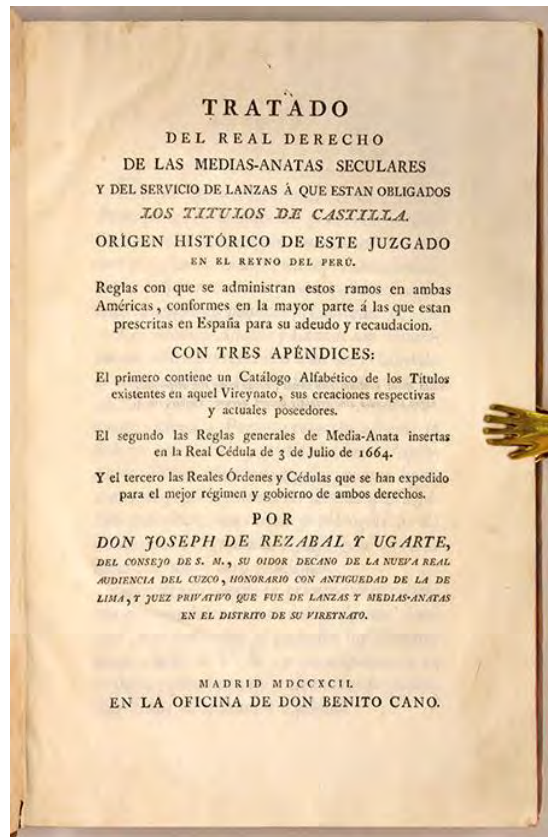 TRATADO
DEL REAL DERECHO
DE LAS MEDIAS-ANATAS SECULARES
Y DEL SERVICIO DE LANZAS Á QUE ESTAN OBLIGADOS
LOS TITULOS DE CASTILLA.
ORÍGEN HISTÓRICO DE ESTE JUZGADO
EN EL REYNO DEL PERÚ.
Reglas con que se administran estos ramos en ambas
Américas, conformes en la mayor parte á las que estan
prescritas en España para su adeudo y recaudacion.
CON TRES APÉNDICES:
El primero contiene un Catálogo Alfabético de los Títulos
existentes en aquel Vireynato, sus creaciones respectivas
y actuales poseedores.
El segundo las Reglas generales de Media-Anata insertas
en la Real Cédula de 3 de Julio de 1664.
Y el tercero las Reales Órdenes y Cédulas que se han expedido
para el mejor régimen y gobierno de ambos derechos.
POR
DON JOSEPH DE REZABAL Y UGARTE,
DEL CONSEJO DE S. M., SU OIDOR DECANO DE LA NUEVA REAL
AUDIENCIA DEL CUZCO, HONORARIO CON ANTIGUEDAD DE LA DE
LIMA, Y JUEZ PRIVATIVO QUE FUE DE LANZAS Y MEDIAS-ANATAS
EN EL DISTRITO DE SU VIREYNATO.
MADRID MDCCXCII.
EN LA OFICINA DE DON BENITO CANO.